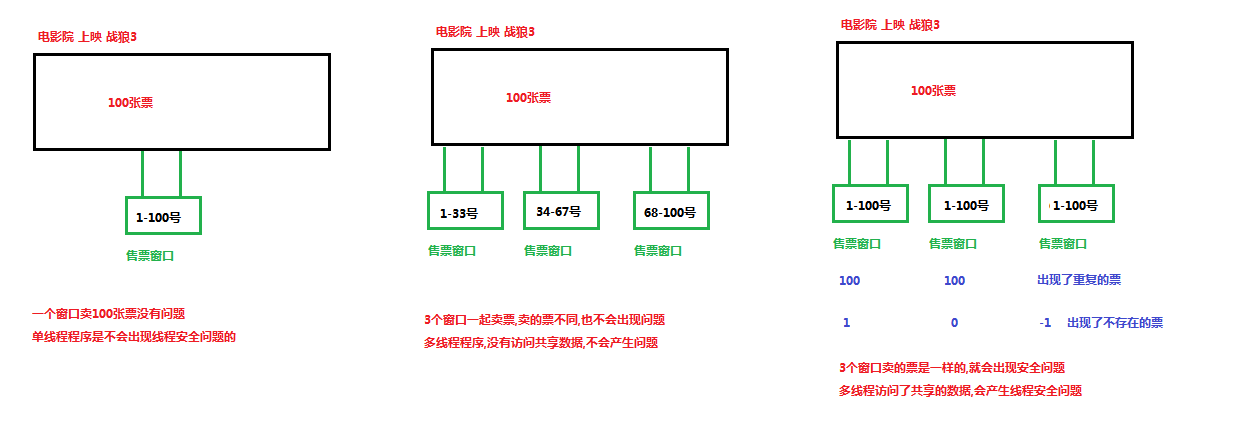 电影院 上映 战狼3
100张票
1-100号
售票窗口
一个窗口卖100张票没有问题
单线程程序是不会出现线程安全问题的
电影院 上映 战狼3
100张票
1-33号
34-67号
68-100号
售票窗口
售票窗口
售票窗口
3个窗口一起卖票,卖的票不同,也不会出现问题
多线程程序,没有访问共享数据,不会产生问题
电影院 上映 战狼3
100张票
1-100号
1-100号
1-100号
售票窗口
售票窗口
售票窗口
100 100 出现了重复的票
1 0 -1 出现了不存在的票
3个窗口卖的票是一样的,就会出现安全问题
多线程访问了共享的数据,会产生线程安全问题